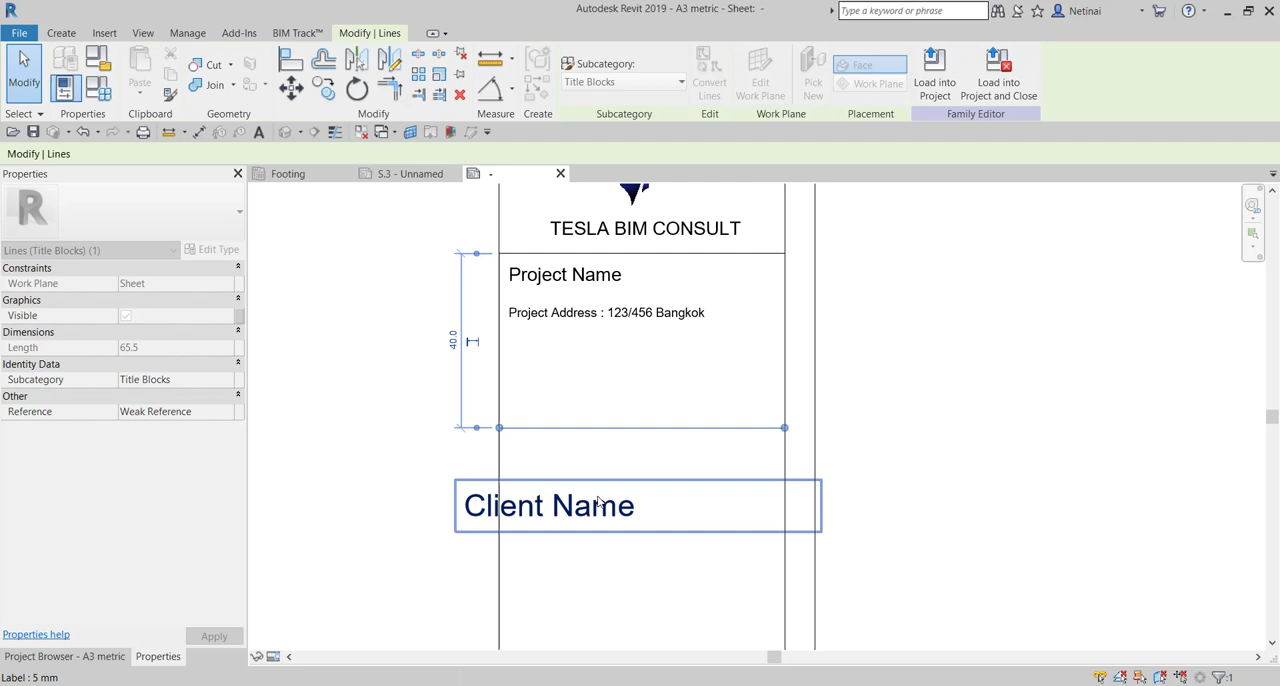 Autodesk Revit 2019 - A3 metric - Sheet: -
Type a keyword or phrase
Netinai
File Create Insert View Manage Add-Ins BIM Track™ Modify | Lines
Modify
Paste
Cut
Join
Subcategory:
Title Blocks
Convert Lines
Edit Work Plane
Pick New
Face
Work Plane
Load into Project
Load into Project and Close
Select Properties Clipboard Geometry Modify Measure Create Subcategory Edit Work Plane Placement Family Editor
Modify | Lines
Properties
Footing
S.3 - Unnamed
-
Lines (Title Blocks) (1)
Edit Type
Constraints
Work Plane Sheet
Graphics
Visible
Dimensions
Length 65.5
Identity Data
Subcategory Title Blocks
Other
Reference Weak Reference
TESLA BIM CONSULT
Project Name
Project Address : 123/456 Bangkok
40.0
Client Name
Properties help
Apply
Project Browser - A3 metric
Properties
Label : 5 mm
:1